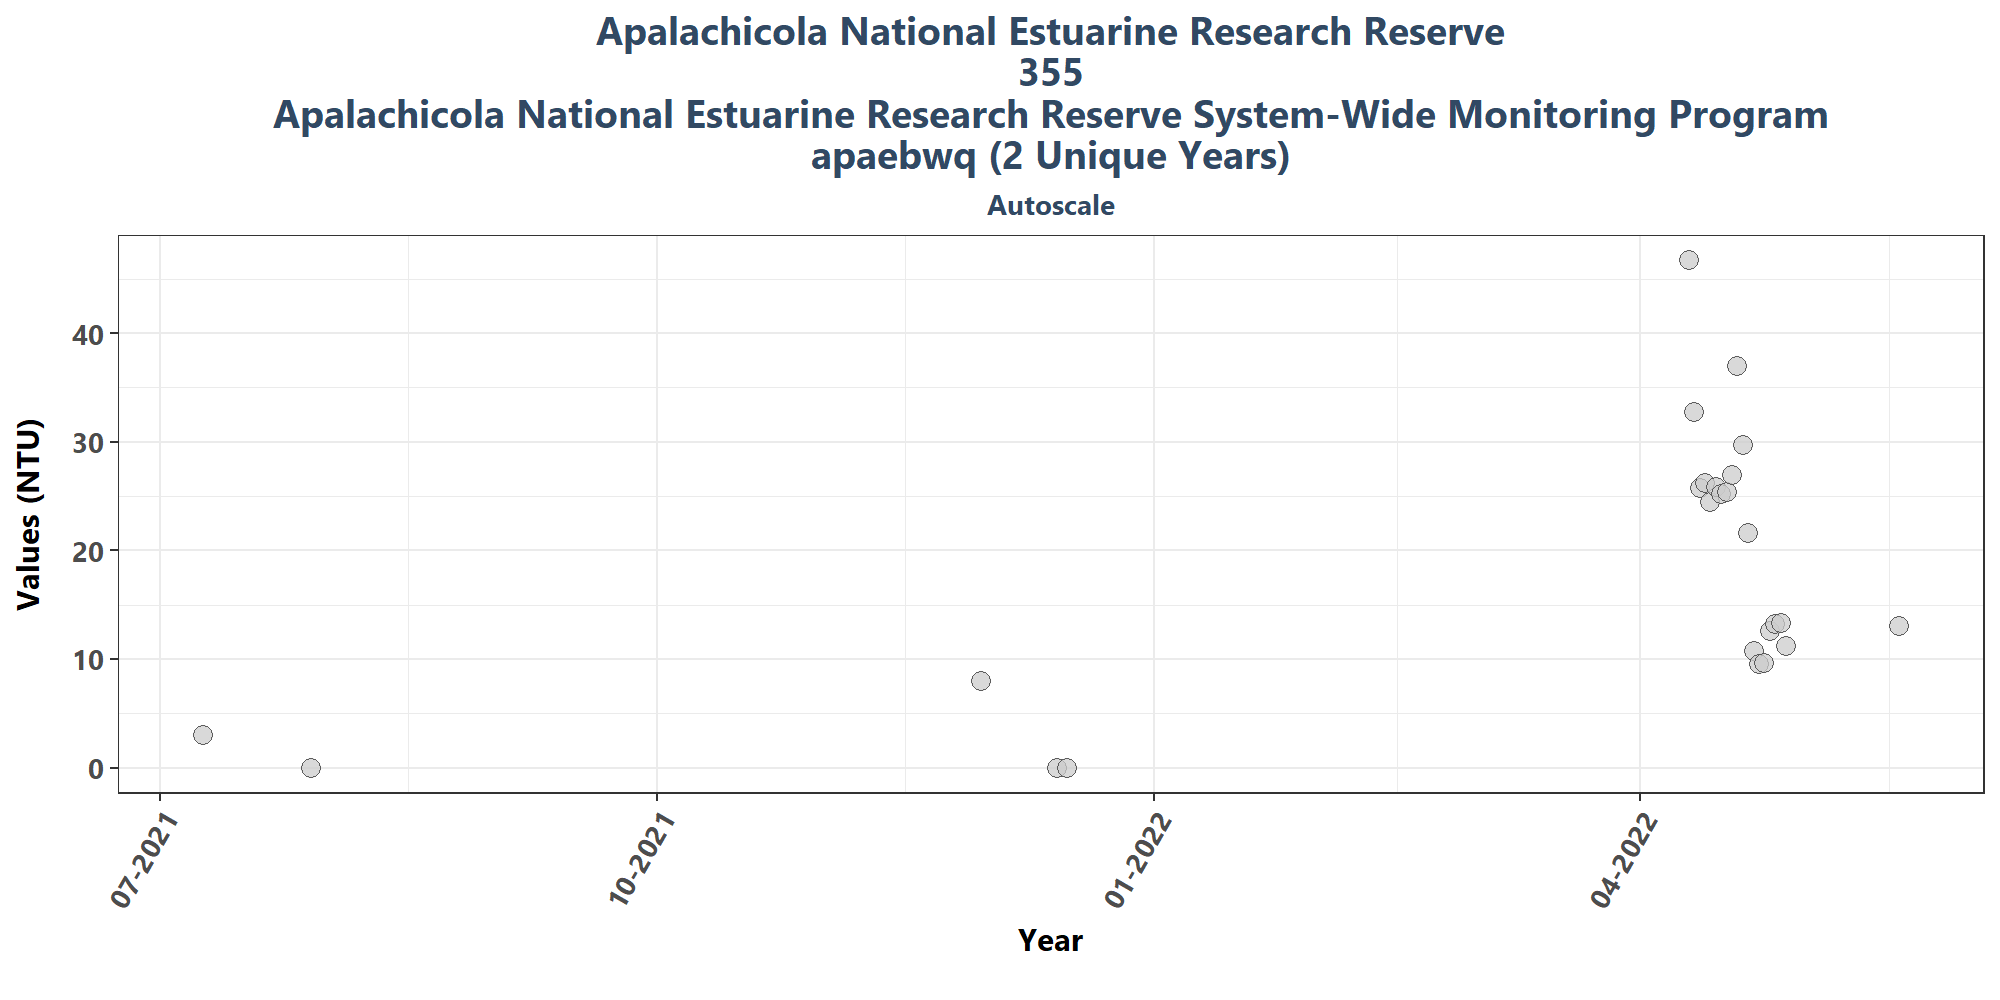 Apalachicola National Estuarine Research Reserve
355
Apalachicola National Estuarine Research Reserve System-Wide Monitoring Program
apaebwq (2 Unique Years)
Autoscale
Values (NTU)
40
30
20
10
0
07-2021
10-2021
01-2022
04-2022
Year